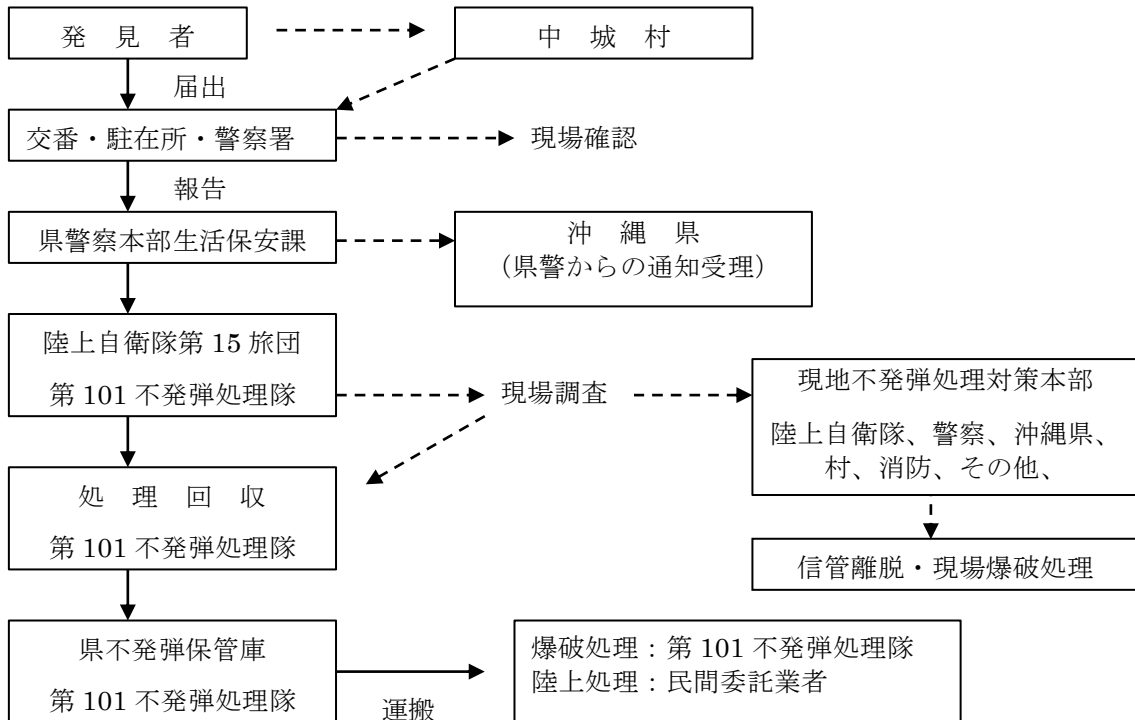 発　見　者
中　城　村
届出
交番・駐在所・警察署
現場確認
報告
県警察本部生活保安課
沖　縄　県
（県警からの通知受理）
陸上自衛隊第 15 旅団
第 101 不発弾処理隊
現場調査
現地不発弾処理対策本部
陸上自衛隊、警察、沖縄県、
村、消防、その他、
処　理　回　収
第 101 不発弾処理隊
信管離脱・現場爆破処理
県不発弾保管庫
第 101 不発弾処理隊
運搬
爆破処理：第 101 不発弾処理隊
陸上処理：民間委託業者